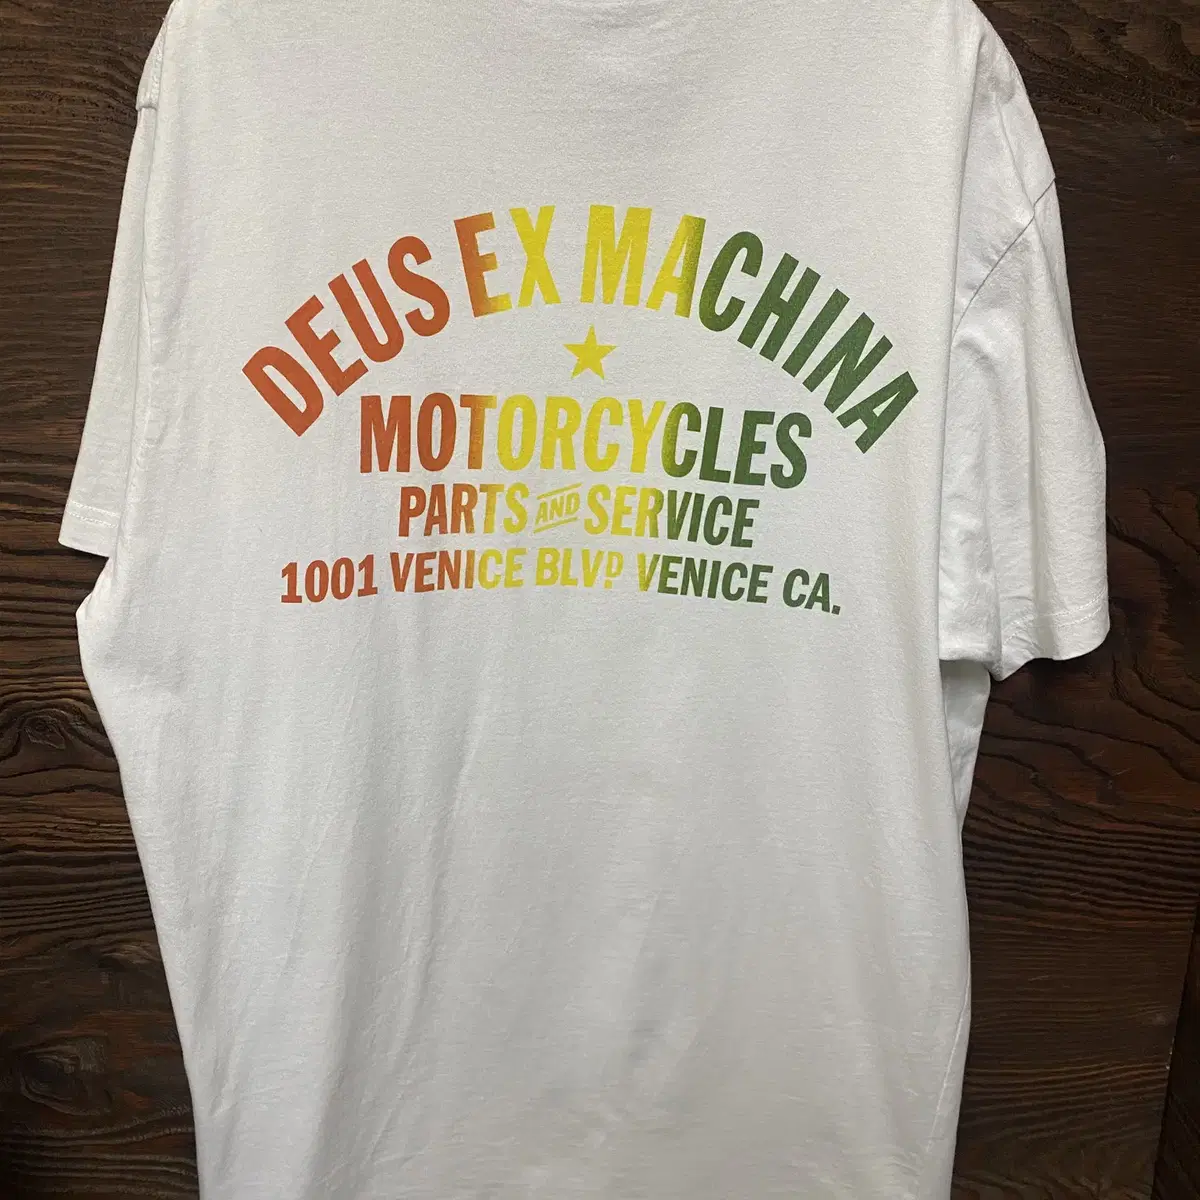 DEUS EX MACHINA
MOTORCYCLES
PARTS AND SERVICE
1001 VENICE BLVD VENICE CA.